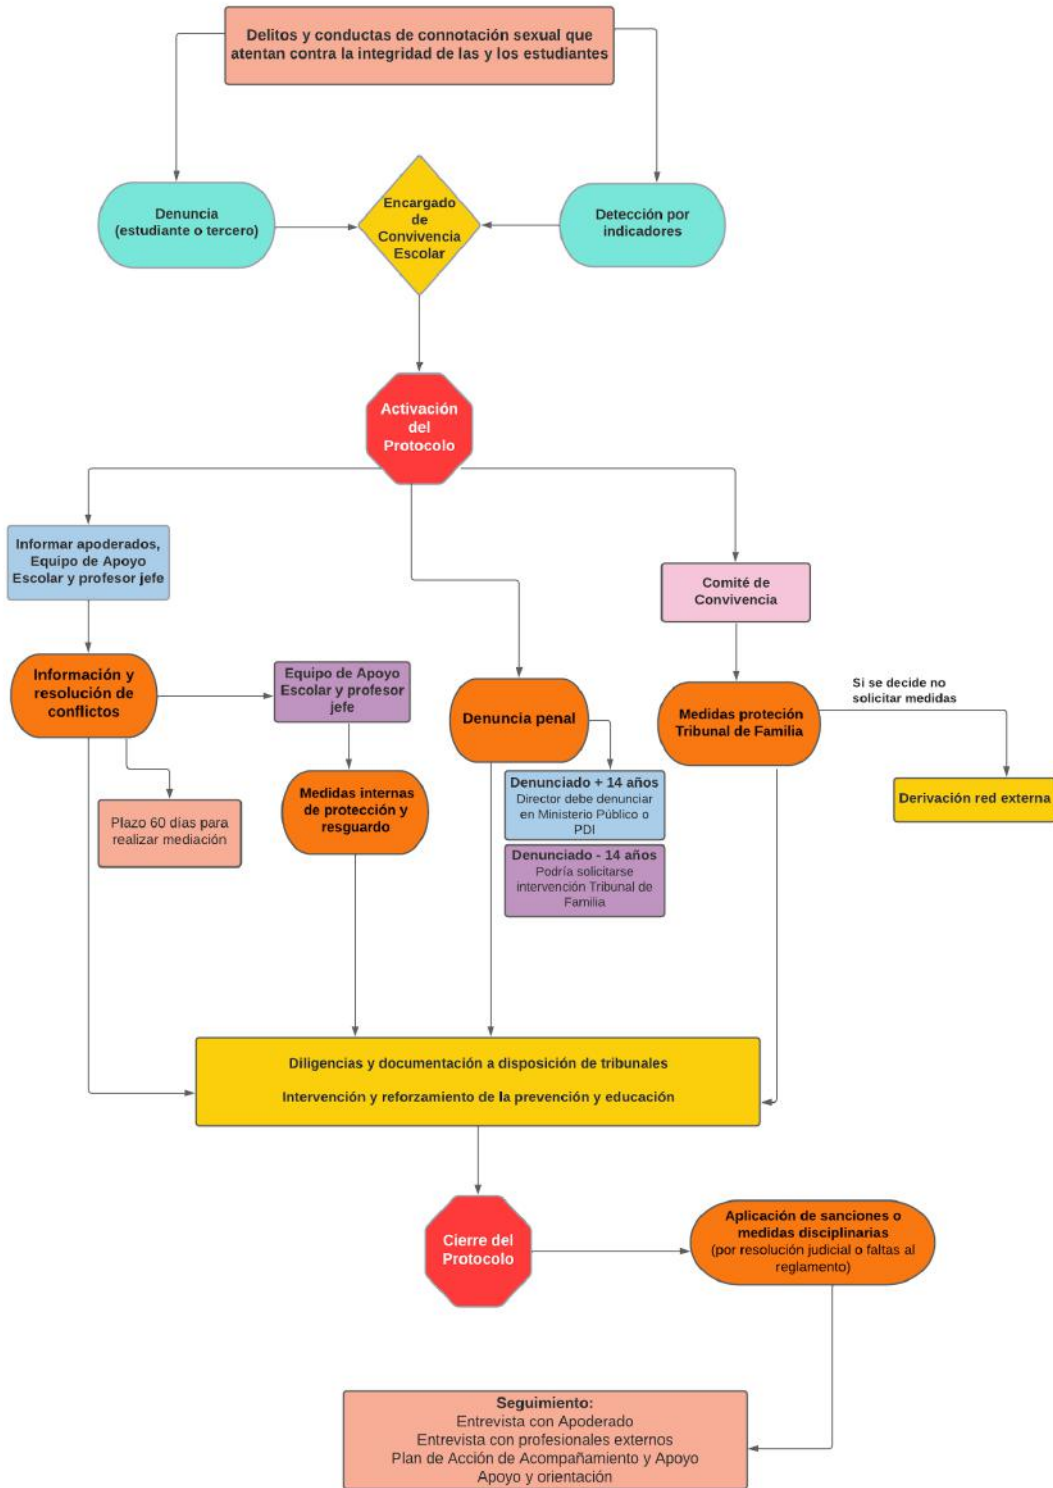 Delitos y conductas de connotación sexual que
atentan contra la integridad de las y los estudiantes
Denuncia
(estudiante o tercero)
Encargado
de
Convivencia
Escolar
Detección por
indicadores
Activación
del
Protocolo
Informar apoderados,
Equipo de Apoyo
Escolar y profesor jefe
Comité de
Convivencia
Información y
resolución de
conflictos
Equipo de Apoyo
Escolar y profesor
jefe
Denuncia penal
Medidas proteción
Tribunal de Familia
Si se decide no
solicitar medidas
Plazo 60 días para
realizar mediación
Medidas internas
de protección y
resguardo
Denunciado + 14 años
Director debe denunciar
en Ministerio Público o
PDI
Denunciado - 14 años
Podría solicitarse
intervención Tribunal de
Familia
Derivación red externa
Diligencias y documentación a disposición de tribunales
Intervención y reforzamiento de la prevención y educación
Cierre del
Protocolo
Aplicación de sanciones o
medidas disciplinarias
(por resolución judicial o faltas al
reglamento)
Seguimiento:
Entrevista con Apoderado
Entrevista con profesionales externos
Plan de Acción de Acompañamiento y Apoyo
Apoyo y orientación